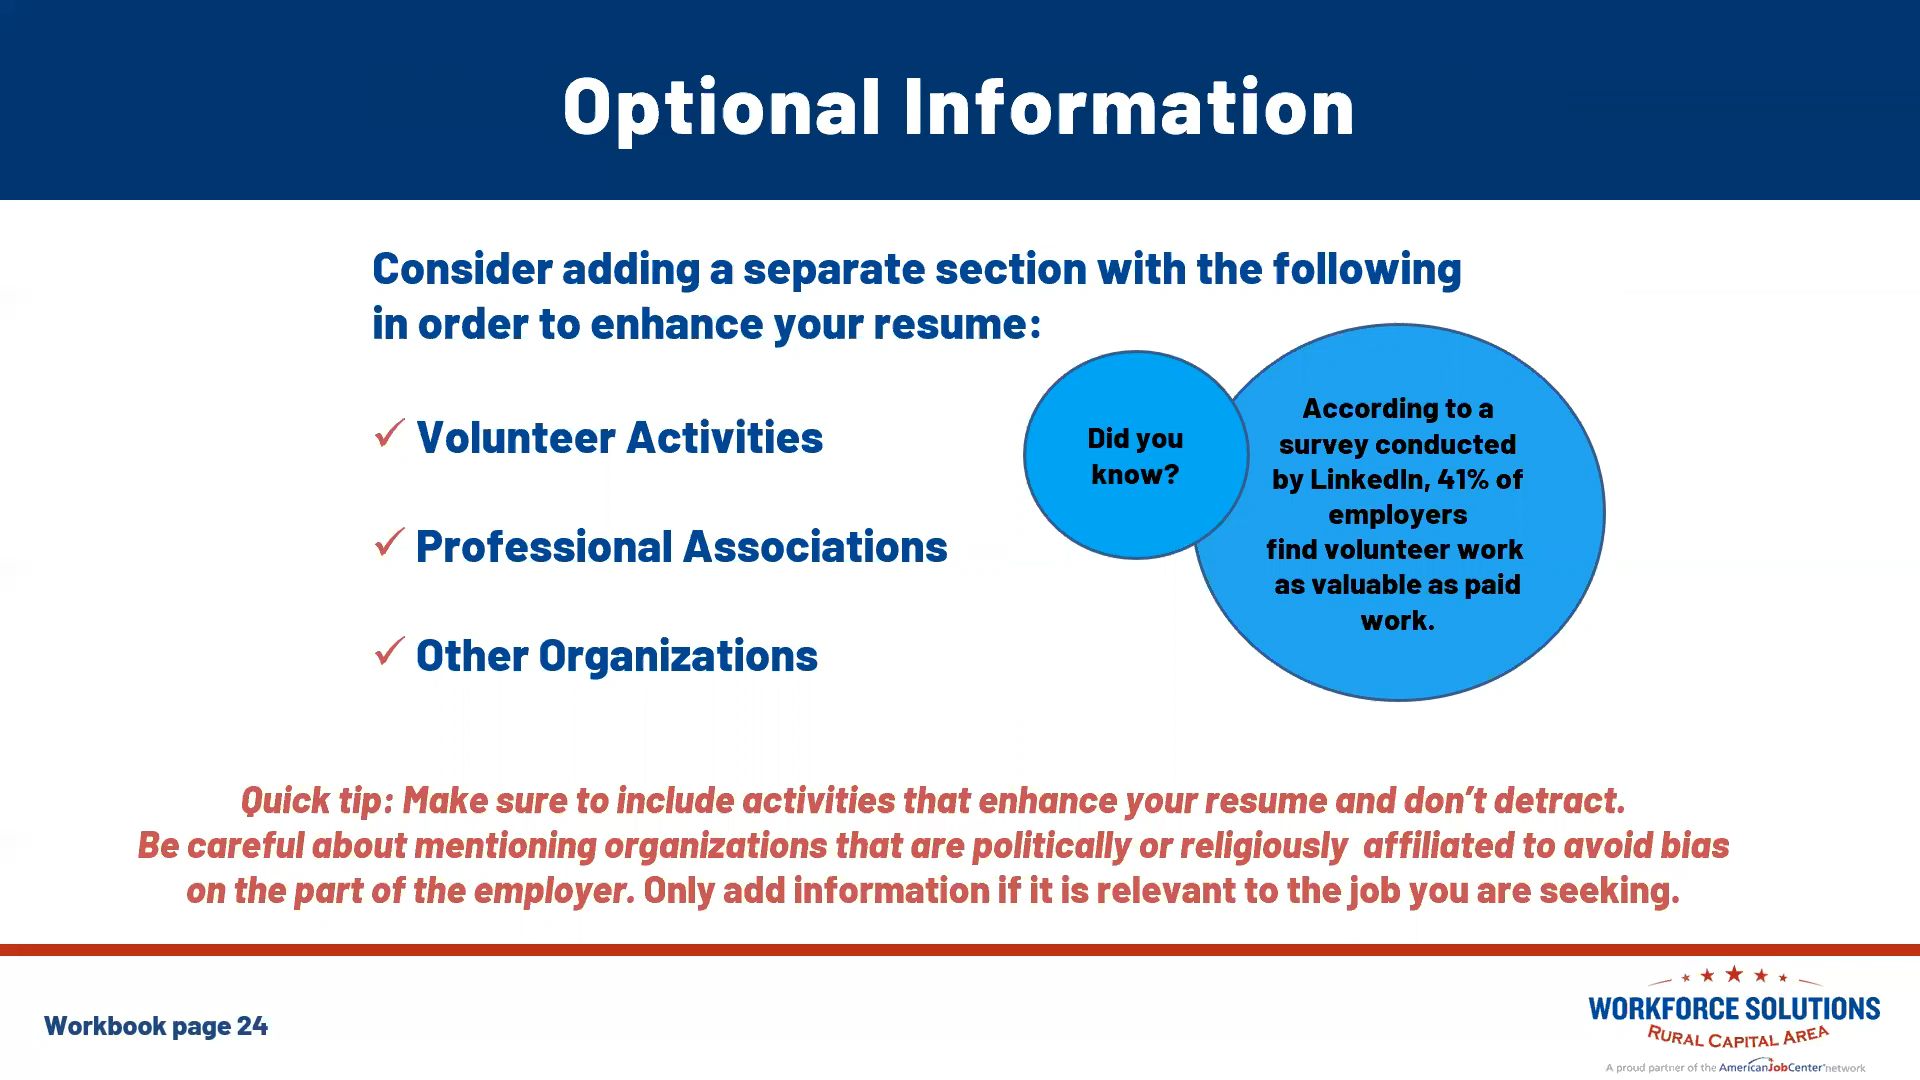 Optional Information
Consider adding a separate section with the following
in order to enhance your resume:
✓ Volunteer Activities
✓ Professional Associations
✓ Other Organizations
Did you
know?
According to a
survey conducted
by LinkedIn, 41% of
employers
find volunteer work
as valuable as paid
work.
Quick tip: Make sure to include activities that enhance your resume and don’t detract.
Be careful about mentioning organizations that are politically or religiously  affiliated to avoid bias
on the part of the employer. Only add information if it is relevant to the job you are seeking.
Workbook page 24
WORKFORCE SOLUTIONS
RURAL CAPITAL AREA
A proud partner of the AmericanJobCenter network